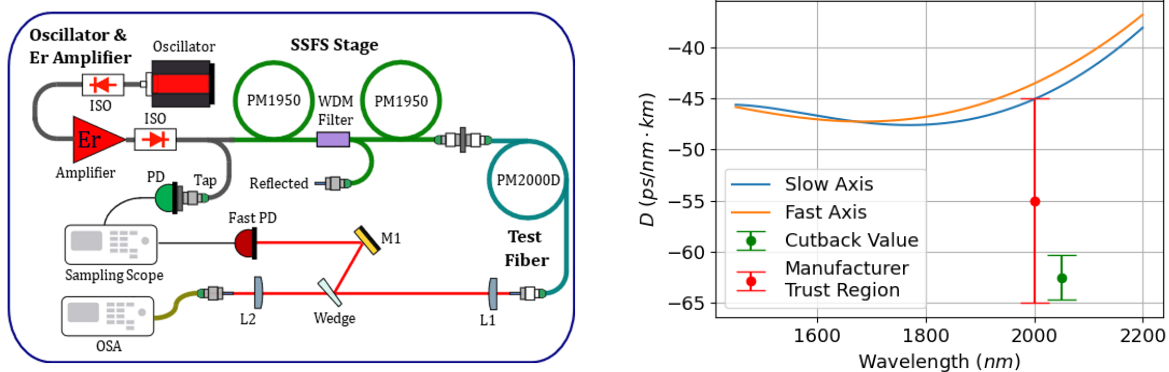 Oscillator &
Er Amplifier
Oscillator
ISO
ISO
Er
Amplifier
SSFS Stage
PM1950
WDM
Filter
PM1950
Reflected
PM2000D
Test
Fiber
PD
Tap
Fast PD
M1
Sampling Scope
OSA
L2
Wedge
L1
D (ps/nm · km)
−40
−45
−50
−55
−60
−65
Slow Axis
Fast Axis
Cutback Value
Manufacturer
Trust Region
1600 1800 2000 2200
Wavelength (nm)